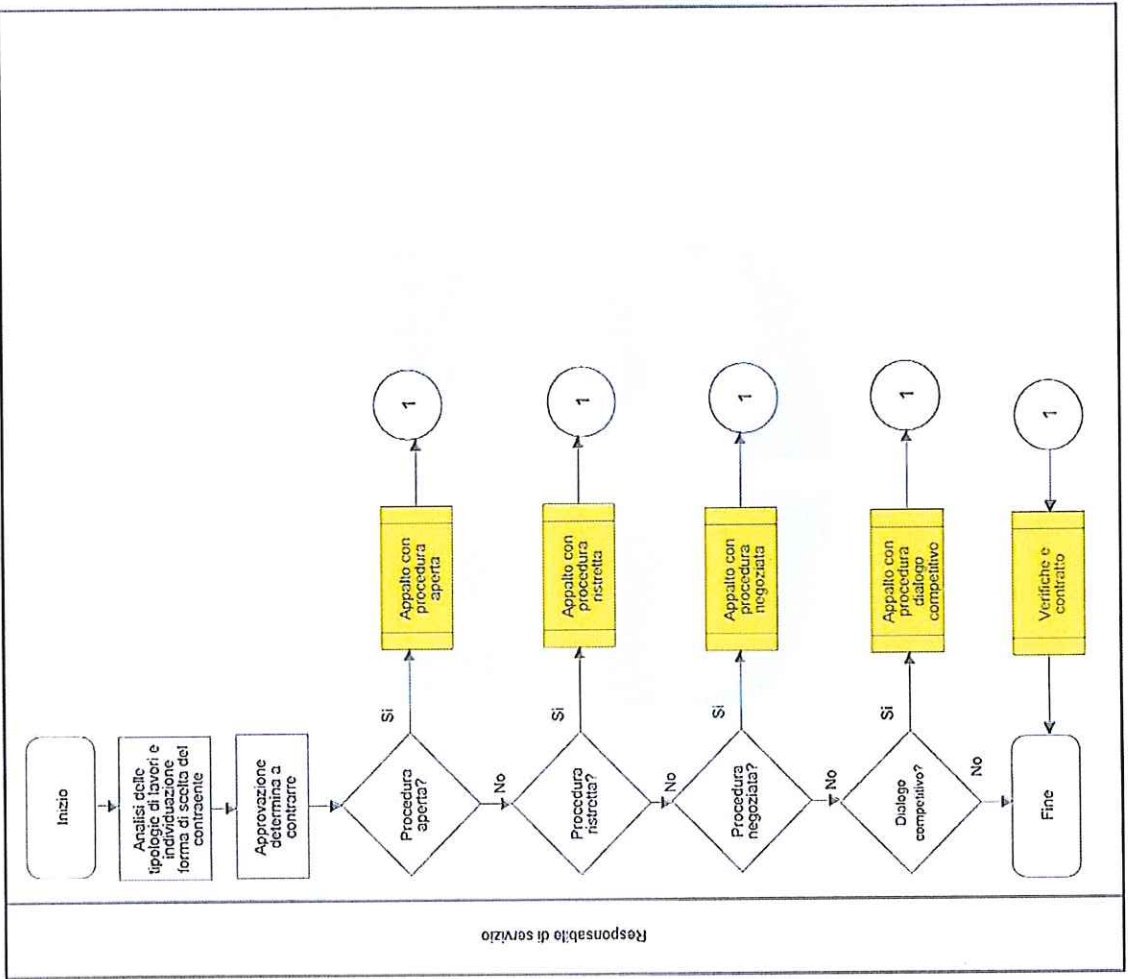 Responsabile di servizio
Inizio
Analisi delle
tipologie di lavori e
individuazione
forma di scelta del
contraente
Approvazione
determina a
contrarre
Procedura
aperta?
Si
Appalto con
procedura
aperta
1
No
Procedura
ristretta?
Si
Appalto con
procedura
ristretta
1
No
Procedura
negoziata?
Si
Appalto con
procedura
negoziata
1
No
Dialogo
competitivo?
Si
Appalto con
procedura
dialogo
competitivo
1
No
Fine
Verifiche e
contratto
1